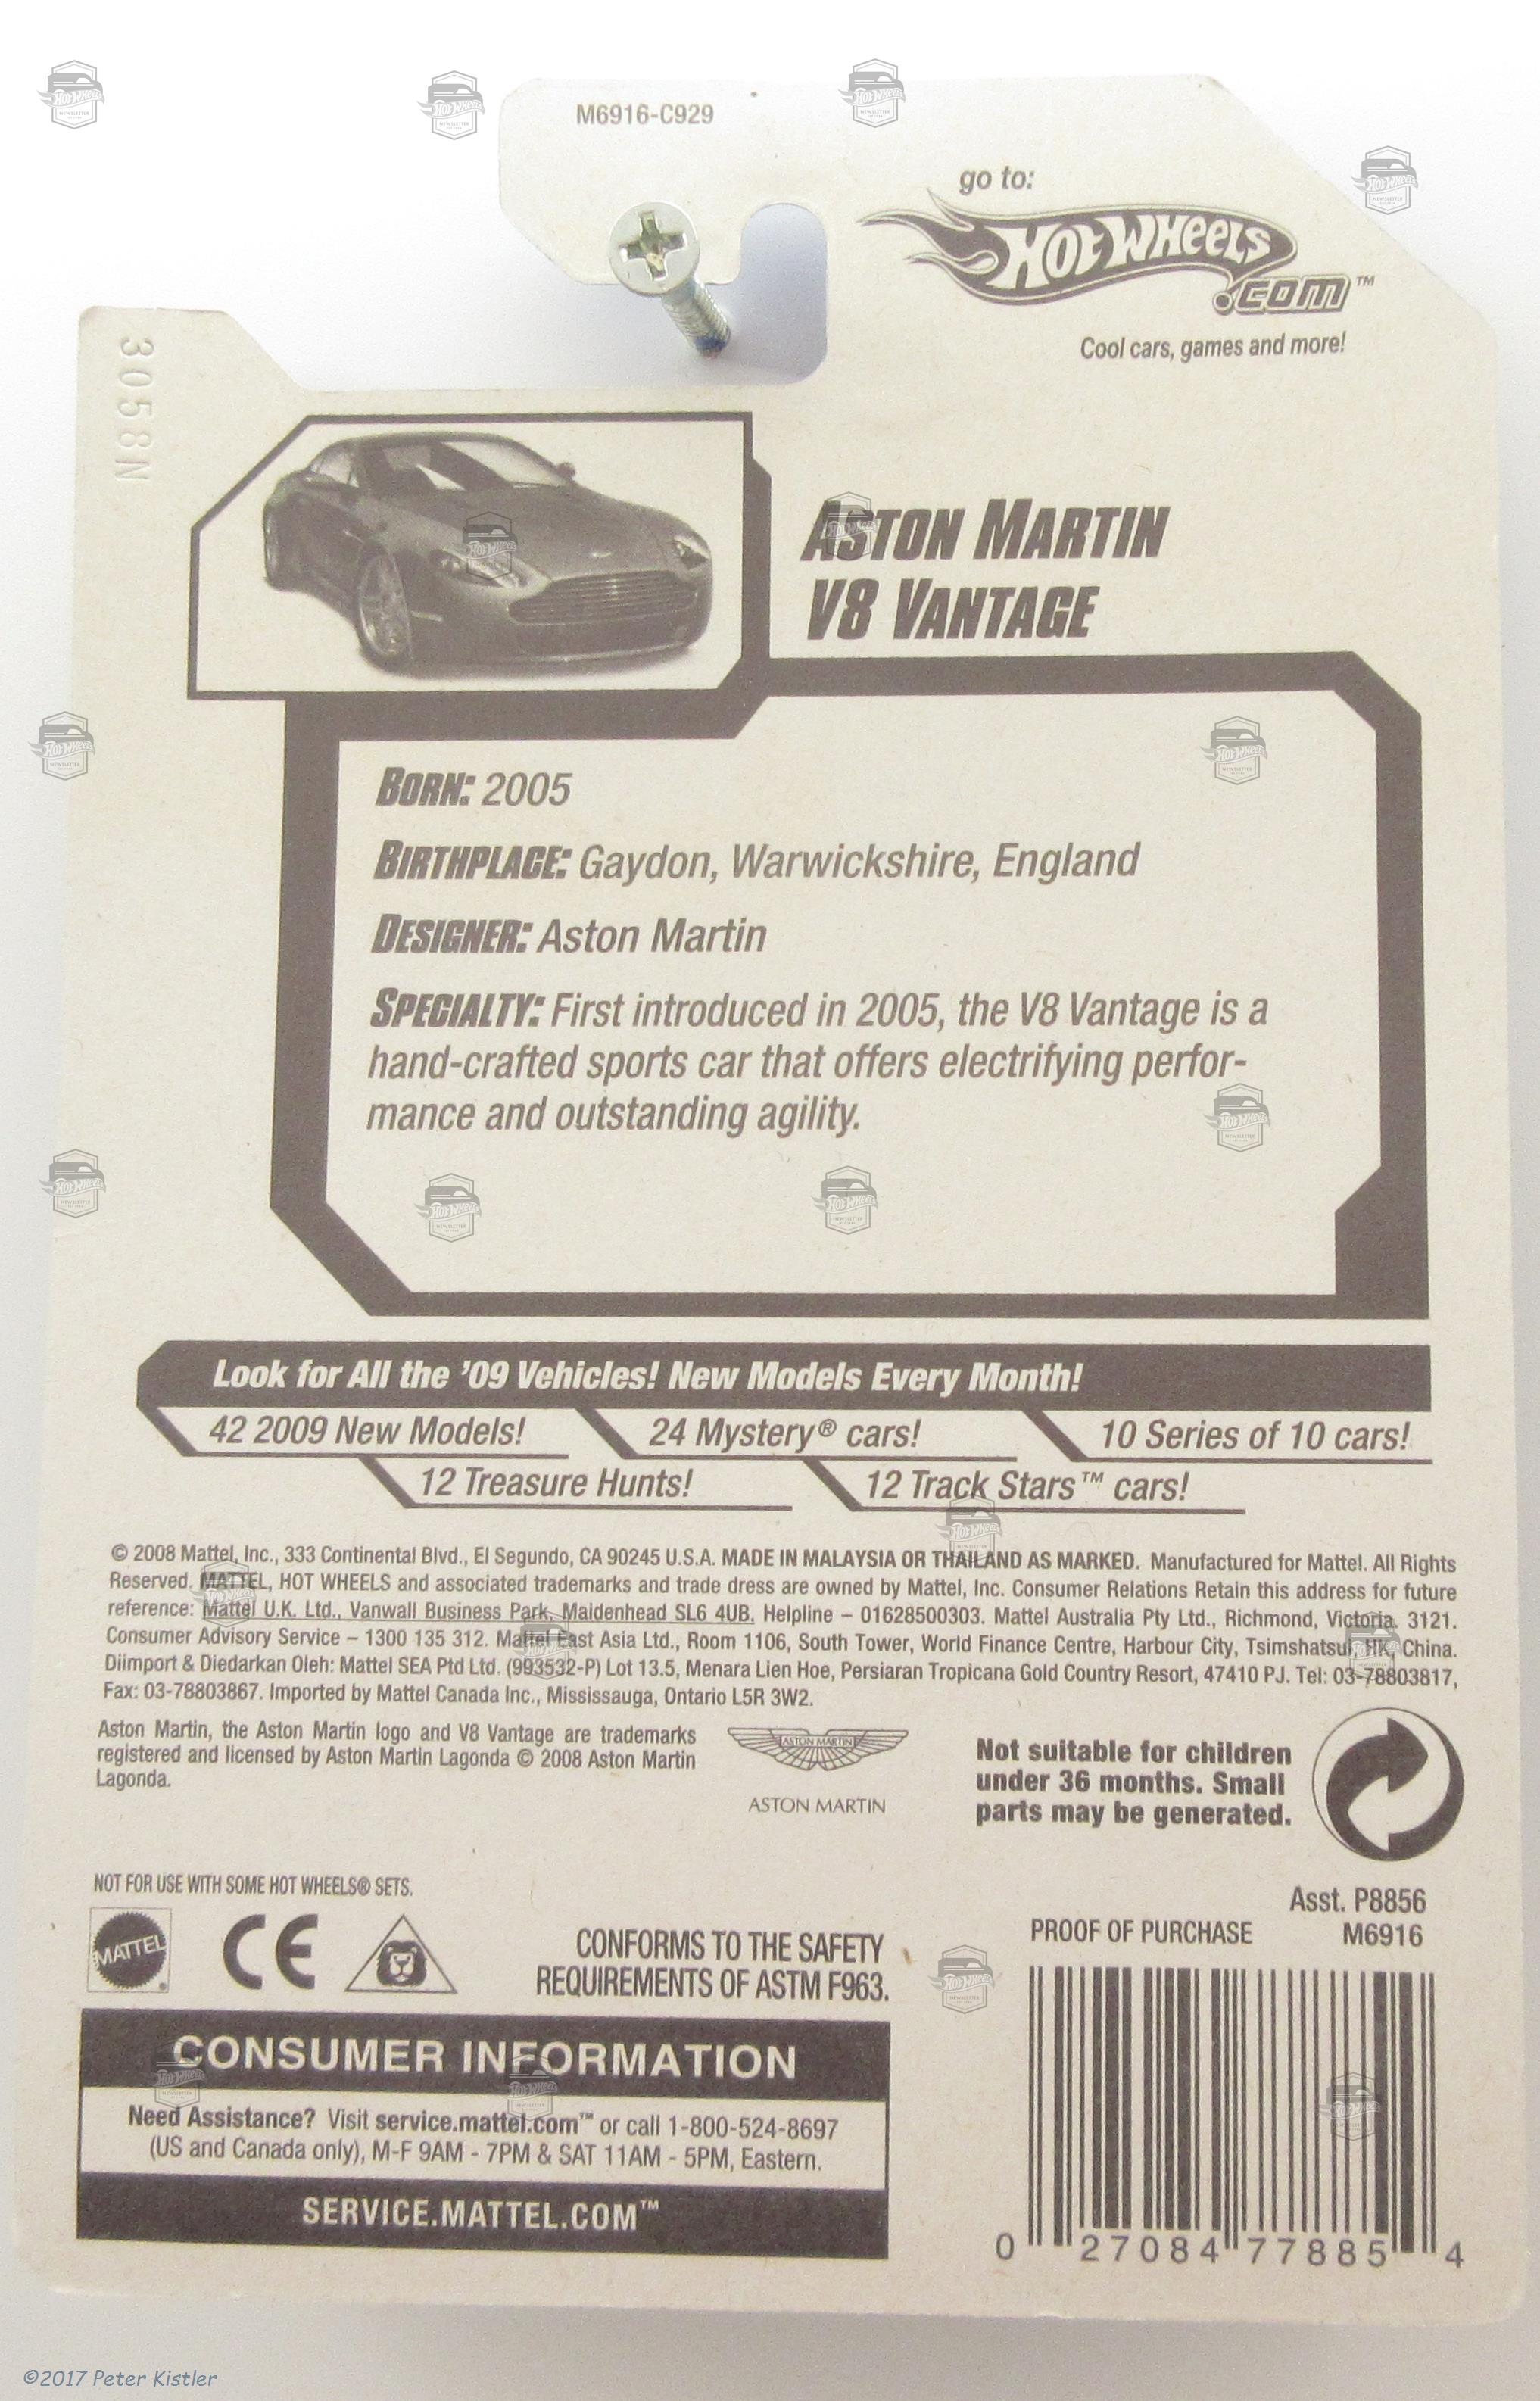 M6916-C929
go to:
Hot Wheels
.com™
Cool cars, games and more!
3058N
ASTON MARTIN
V8 VANTAGE
BORN: 2005
BIRTHPLACE: Gaydon, Warwickshire, England
DESIGNER: Aston Martin
SPECIALTY: First introduced in 2005, the V8 Vantage is a
hand-crafted sports car that offers electrifying perfor-
mance and outstanding agility.
Look for All the '09 Vehicles! New Models Every Month!
42 2009 New Models!
24 Mystery® cars!
10 Series of 10 cars!
12 Treasure Hunts!
12 Track Stars™ cars!
© 2008 Mattel, Inc., 333 Continental Blvd., El Segundo, CA 90245 U.S.A. MADE IN MALAYSIA OR THAILAND AS MARKED. Manufactured for Mattel. All Rights
Reserved. MATTEL, HOT WHEELS and associated trademarks and trade dress are owned by Mattel, Inc. Consumer Relations Retain this address for future
reference: Mattel U.K. Ltd., Vanwall Business Park, Maidenhead SL6 4UB. Helpline – 01628500303. Mattel Australia Pty Ltd., Richmond, Victoria. 3121.
Consumer Advisory Service – 1300 135 312. Mattel East Asia Ltd., Room 1106, South Tower, World Finance Centre, Harbour City, Tsimshatsui, HK, China.
Diimport & Diedarkan Oleh: Mattel SEA Ptd Ltd. (993532-P) Lot 13.5, Menara Lien Hoe, Persiaran Tropicana Gold Country Resort, 47410 PJ. Tel: 03-78803817,
Fax: 03-78803867. Imported by Mattel Canada Inc., Mississauga, Ontario L5R 3W2.
Aston Martin, the Aston Martin logo and V8 Vantage are trademarks
registered and licensed by Aston Martin Lagonda © 2008 Aston Martin
Lagonda.
ASTON MARTIN
ASTON MARTIN
Not suitable for children
under 36 months. Small
parts may be generated.
NOT FOR USE WITH SOME HOT WHEELS® SETS.
MATTEL
CE
CONFORMS TO THE SAFETY
REQUIREMENTS OF ASTM F963.
Asst. P8856
PROOF OF PURCHASE M6916
CONSUMER INFORMATION
Need Assistance? Visit service.mattel.com™ or call 1-800-524-8697
(US and Canada only), M-F 9AM - 7PM & SAT 11AM - 5PM, Eastern.
SERVICE.MATTEL.COM™
0 27084 77885 4
©2017 Peter Kistler